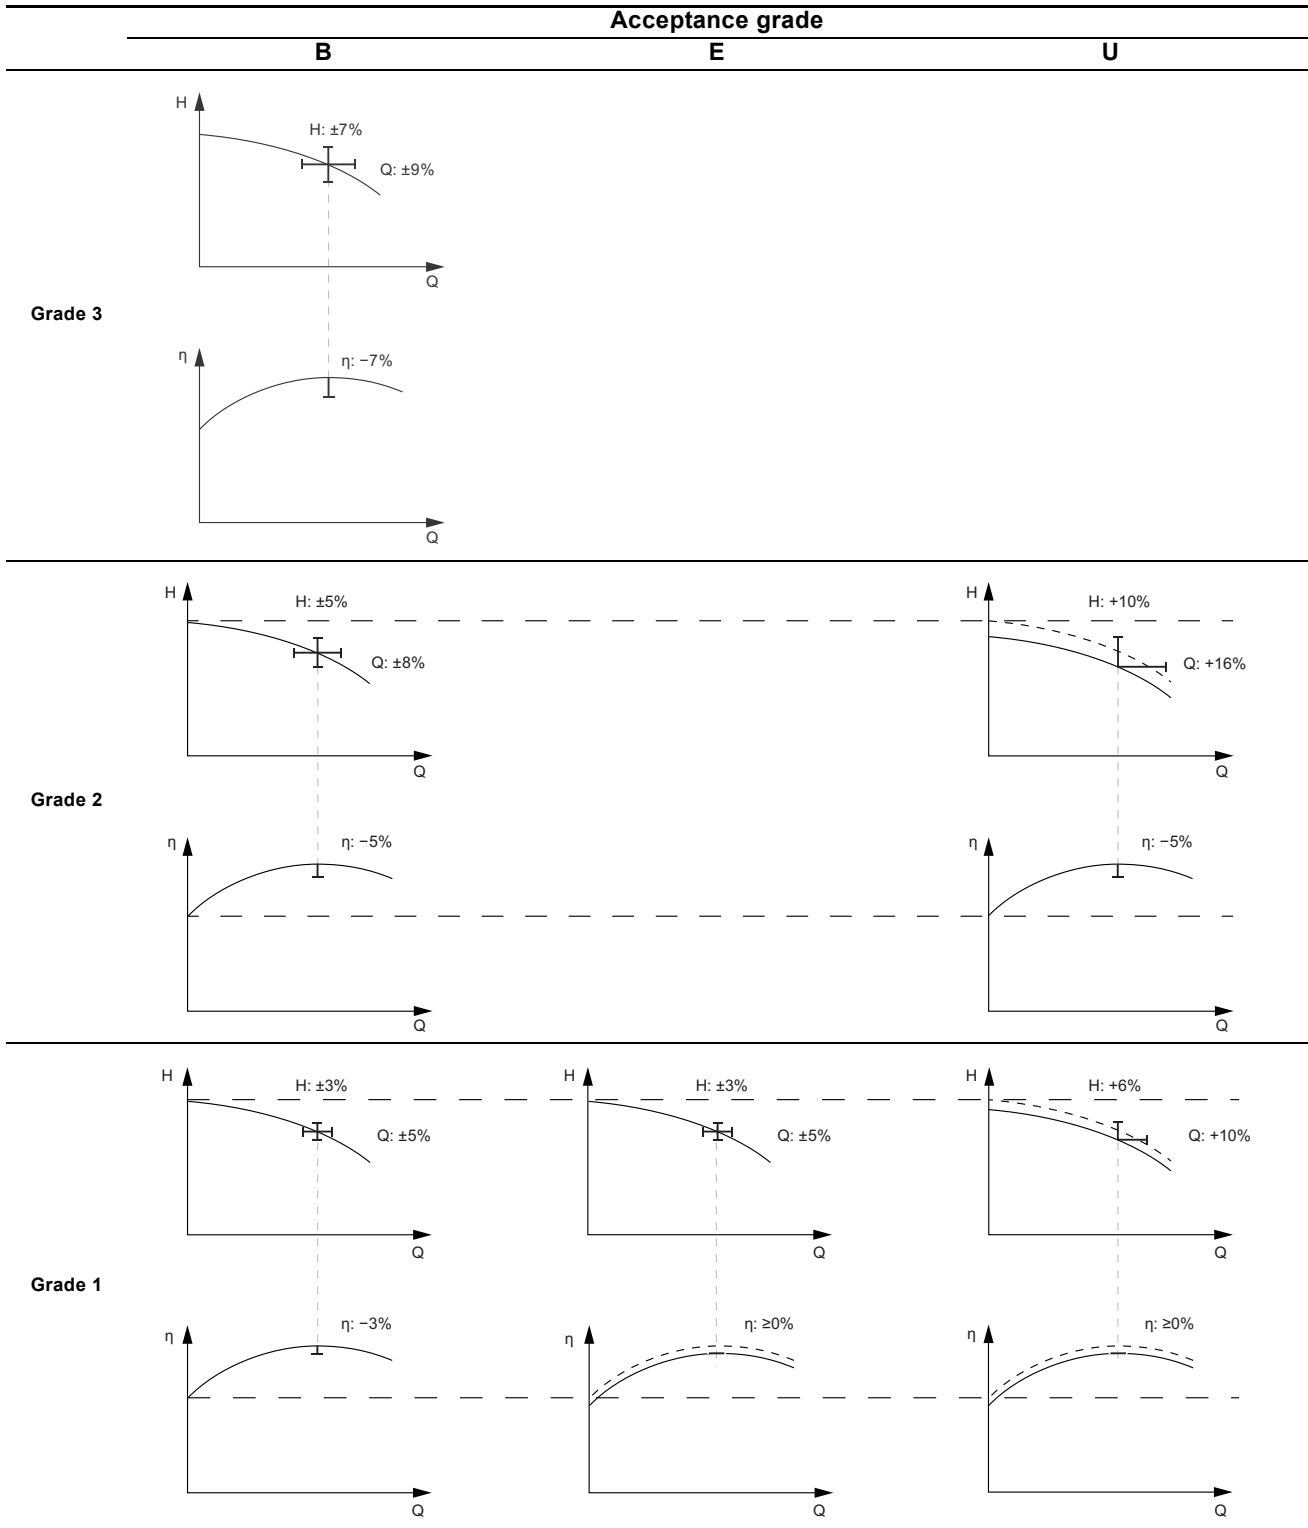 Acceptance grade
B E U
H
H: ±7%
Q: ±9%
Q
Grade 3
η
η: −7%
Q
H
H: ±5%
Q: ±8%
Q
H
H: +10%
Q: +16%
Q
Grade 2
η
η: −5%
Q
η
η: −5%
Q
H
H: ±3%
Q: ±5%
Q
H
H: ±3%
Q: ±5%
Q
H
H: +6%
Q: +10%
Q
Grade 1
η
η: −3%
Q
η
η: ≥0%
Q
η
η: ≥0%
Q